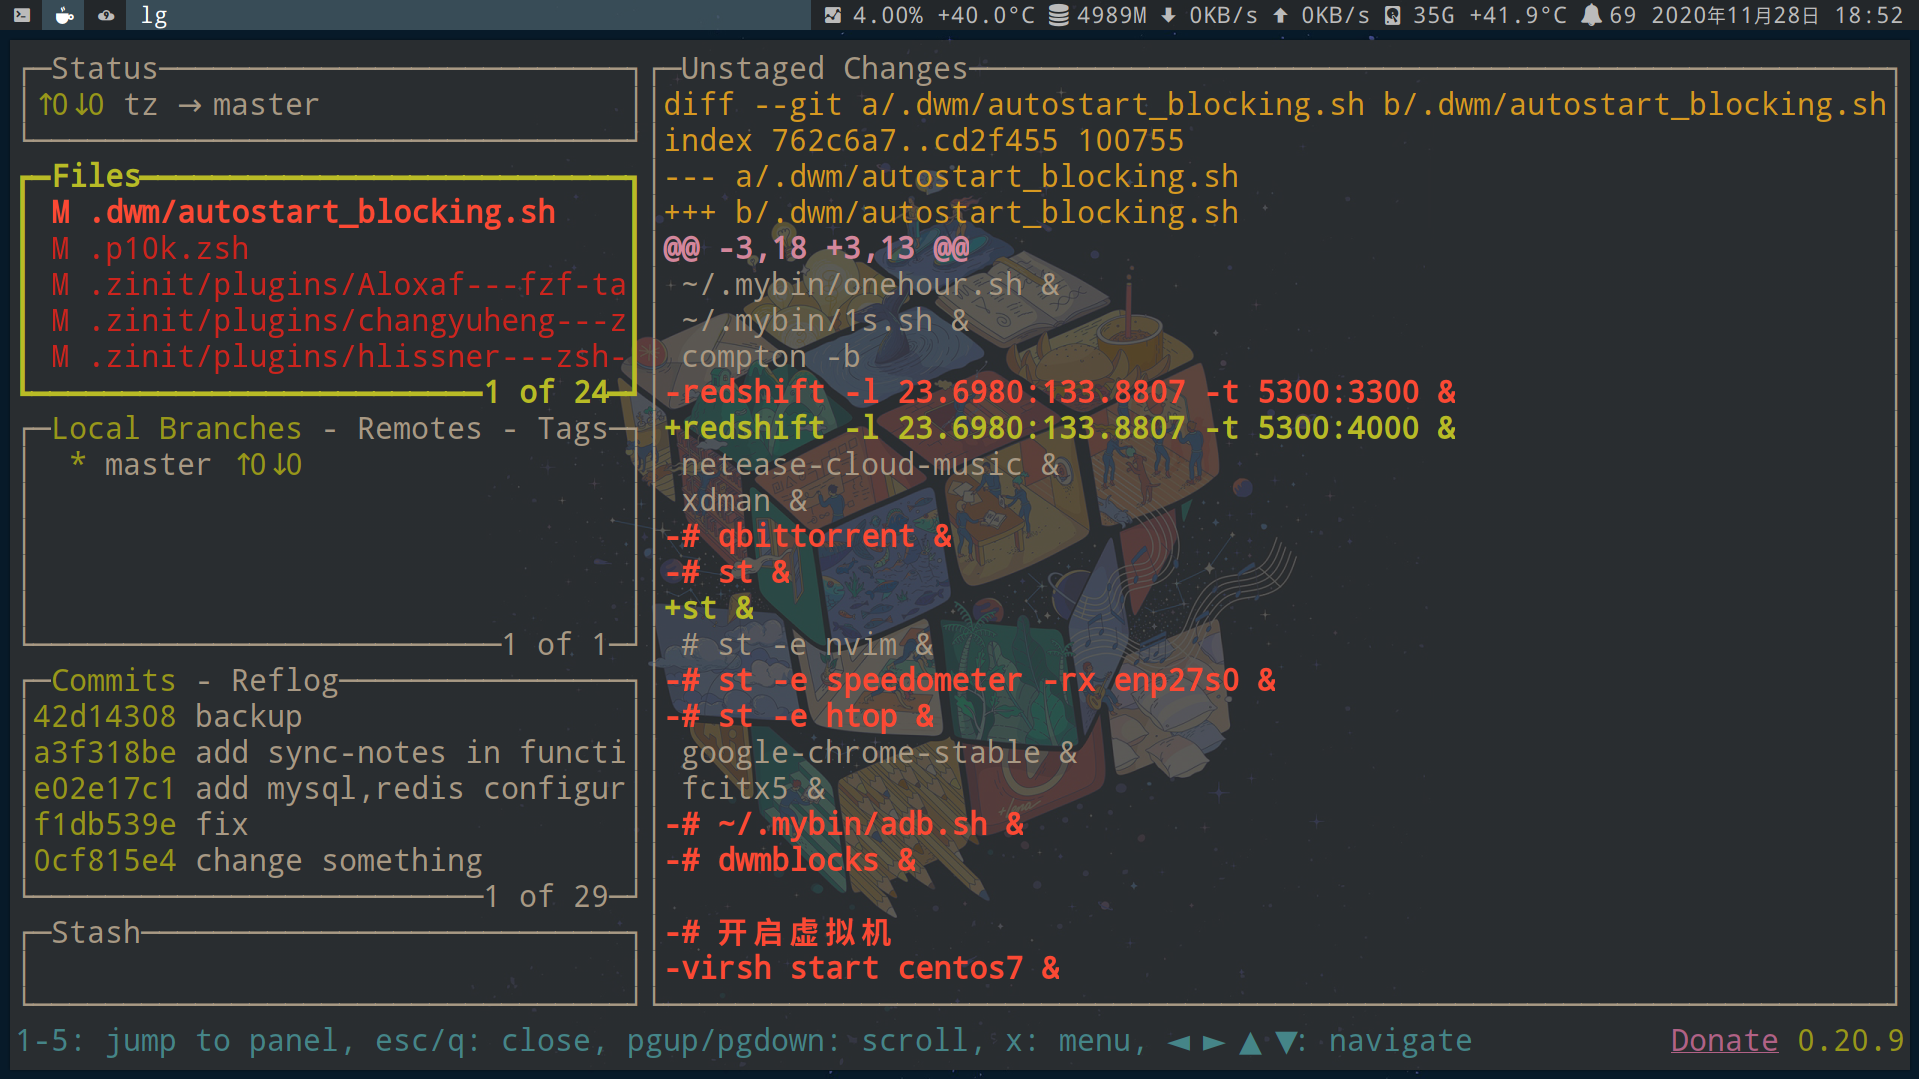 lg 4.00% +40.0°C 4989M 0KB/s 0KB/s 35G +41.9°C 69 2020年11月28日 18:52
Status
↑0↓0 tz → master
Files
M .dwm/autostart_blocking.sh
M .p10k.zsh
M .zinit/plugins/Aloxaf---fzf-ta
M .zinit/plugins/changyuheng---z
M .zinit/plugins/hlissner---zsh-
1 of 24
Local Branches - Remotes - Tags
* master ↑0↓0
1 of 1
Commits - Reflog
42d14308 backup
a3f318be add sync-notes in functi
e02e17c1 add mysql,redis configur
f1db539e fix
0cf815e4 change something
1 of 29
Stash
Unstaged Changes
diff --git a/.dwm/autostart_blocking.sh b/.dwm/autostart_blocking.sh
index 762c6a7..cd2f455 100755
--- a/.dwm/autostart_blocking.sh
+++ b/.dwm/autostart_blocking.sh
@@ -3,18 +3,13 @@
~/.mybin/onehour.sh &
~/.mybin/1s.sh &
compton -b
-redshift -l 23.6980:133.8807 -t 5300:3300 &
+redshift -l 23.6980:133.8807 -t 5300:4000 &
netease-cloud-music &
xdman &
-# qbittorrent &
-# st &
+st &
# st -e nvim &
-# st -e speedometer -rx enp27s0 &
-# st -e htop &
google-chrome-stable &
fcitx5 &
-# ~/.mybin/adb.sh &
-# dwmblocks &
-# 开启虚拟机
-virsh start centos7 &
1-5: jump to panel, esc/q: close, pgup/pgdown: scroll, x: menu, ◄ ► ▲ ▼: navigate
Donate 0.20.9